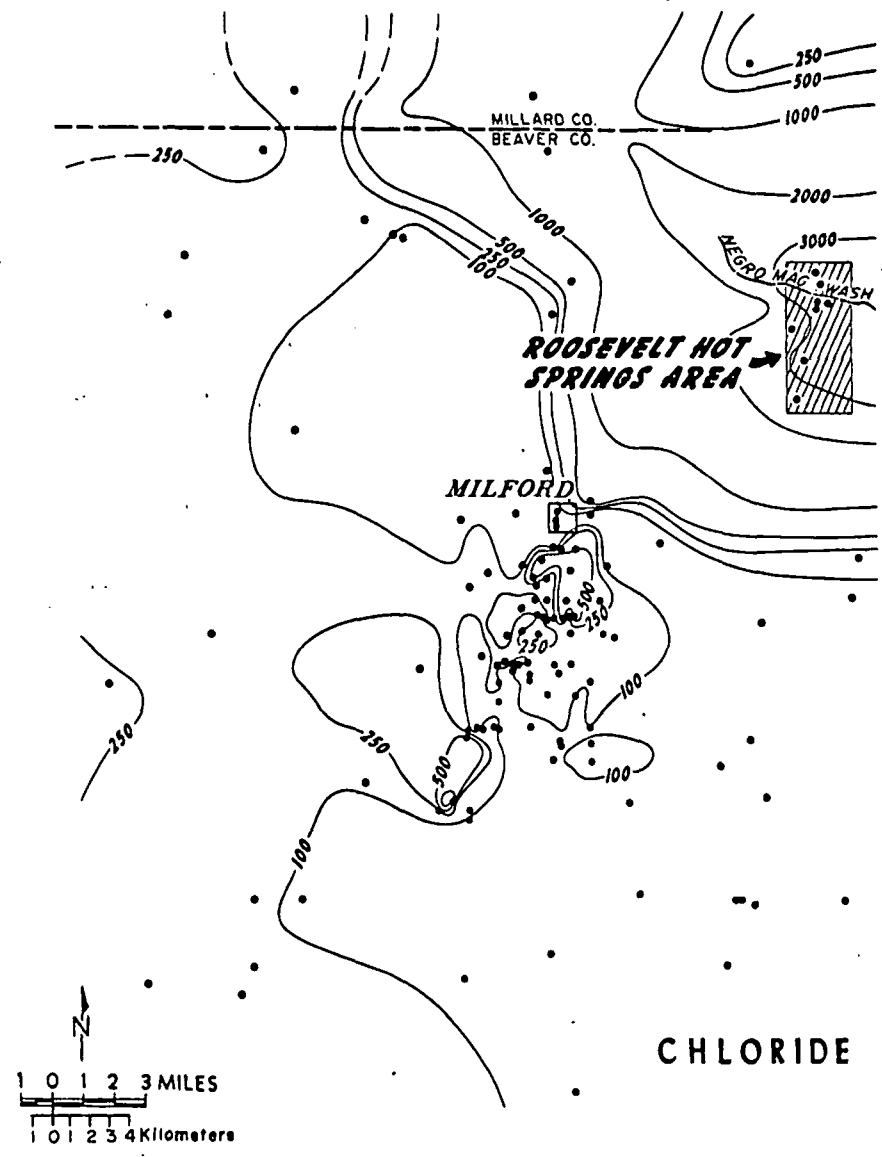 250
500
1000
MILLARD CO.
BEAVER CO.
250
2000
1000
500
250
100
3000
NEGRO MAG WASH
ROOSEVELT HOT
SPRINGS AREA
MILFORD
500
250
250
100
250
250
500
100
100
N
CHLORIDE
1 0 1 2 3 MILES
1 0 1 2 3 4 Kilometers